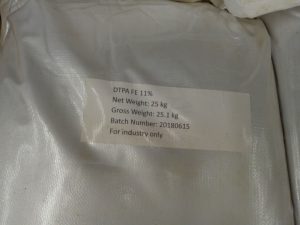 DTPA FE 11%
Net Weight: 25 kg
Gross Weight: 25.1 kg
Batch Number: 20180615
For industry only